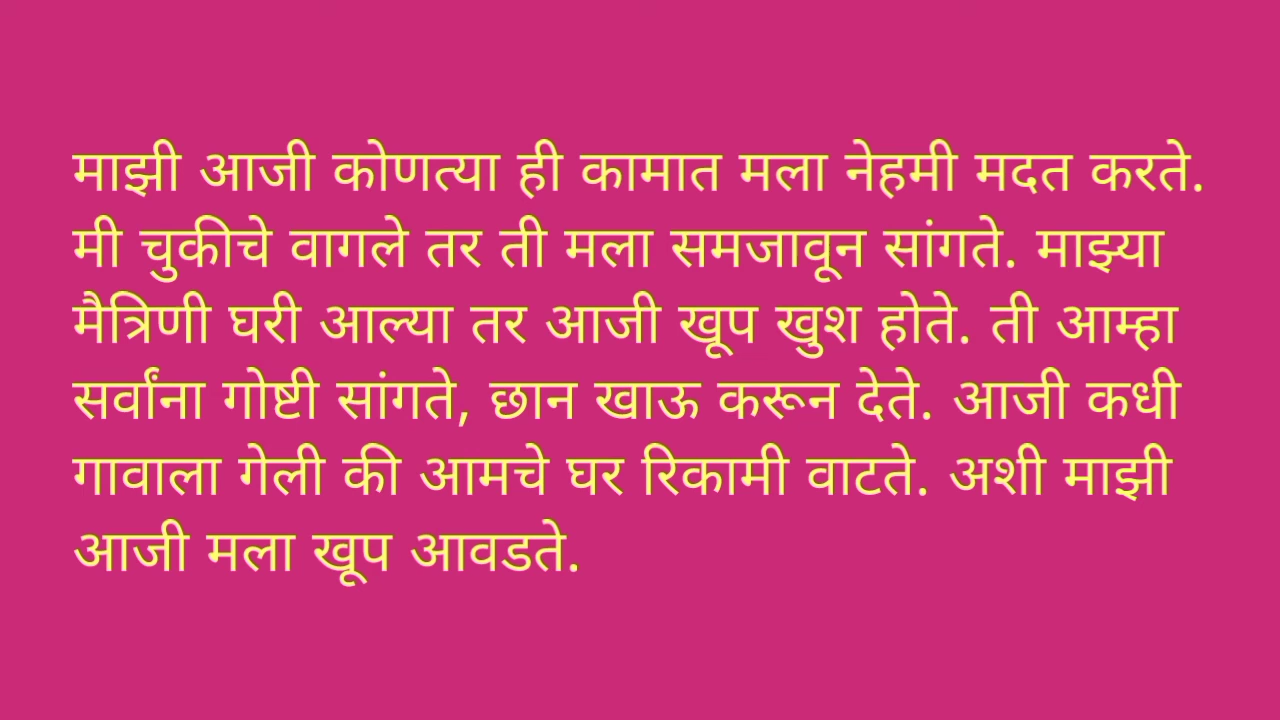 माझी आजी कोणत्या ही कामात मला नेहमी मदत करते.
मी चुकीचे वागले तर ती मला समजावून सांगते. माझ्या
मैत्रिणी घरी आल्या तर आजी खूप खुश होते. ती आम्हा
सर्वांना गोष्टी सांगते, छान खाऊ करून देते. आजी कधी
गावाला गेली की आमचे घर रिकामी वाटते. अशी माझी
आजी मला खूप आवडते.